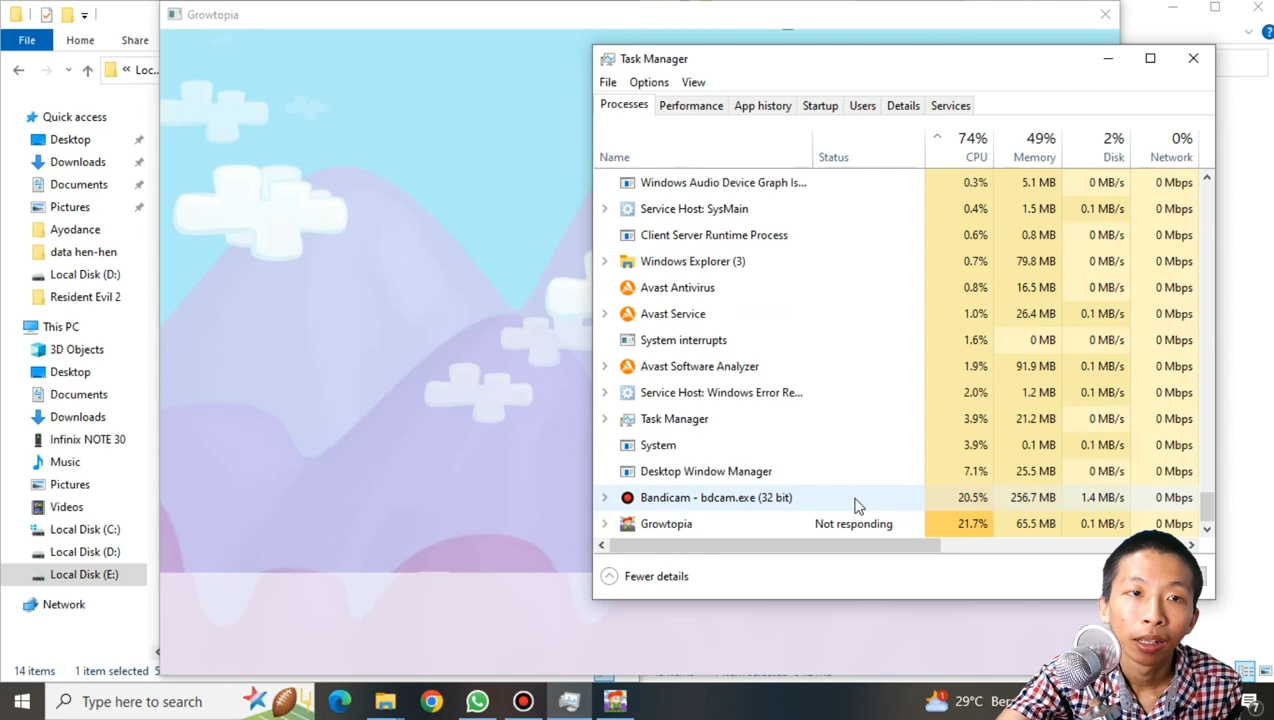 Growtopia
File
Home
Share
« Loc...
Quick access
Desktop
Downloads
Documents
Pictures
Ayodance
data hen-hen
Local Disk (D:)
Resident Evil 2
This PC
3D Objects
Desktop
Documents
Downloads
Infinix NOTE 30
Music
Pictures
Videos
Local Disk (C:)
Local Disk (D:)
Local Disk (E:)
Network
14 items 1 item selected 5
Task Manager
File Options View
Processes Performance App history Startup Users Details Services
74% 49% 2% 0%
Name Status CPU Memory Disk Network
Windows Audio Device Graph Is... 0.3% 5.1 MB 0 MB/s 0 Mbps
Service Host: SysMain 0.4% 1.5 MB 0.1 MB/s 0 Mbps
Client Server Runtime Process 0.6% 0.8 MB 0 MB/s 0 Mbps
Windows Explorer (3) 0.7% 79.8 MB 0 MB/s 0 Mbps
Avast Antivirus 0.8% 16.5 MB 0 MB/s 0 Mbps
Avast Service 1.0% 26.4 MB 0.1 MB/s 0 Mbps
System interrupts 1.6% 0 MB 0 MB/s 0 Mbps
Avast Software Analyzer 1.9% 91.9 MB 0.1 MB/s 0 Mbps
Service Host: Windows Error Re... 2.0% 1.2 MB 0.1 MB/s 0 Mbps
Task Manager 3.9% 21.2 MB 0.1 MB/s 0 Mbps
System 3.9% 0.1 MB 0.1 MB/s 0 Mbps
Desktop Window Manager 7.1% 25.5 MB 0 MB/s 0 Mbps
Bandicam - bdcam.exe (32 bit) 20.5% 256.7 MB 1.4 MB/s 0 Mbps
Growtopia Not responding 21.7% 65.5 MB 0.1 MB/s 0 Mbps
Fewer details
Type here to search
29°C Ber
7